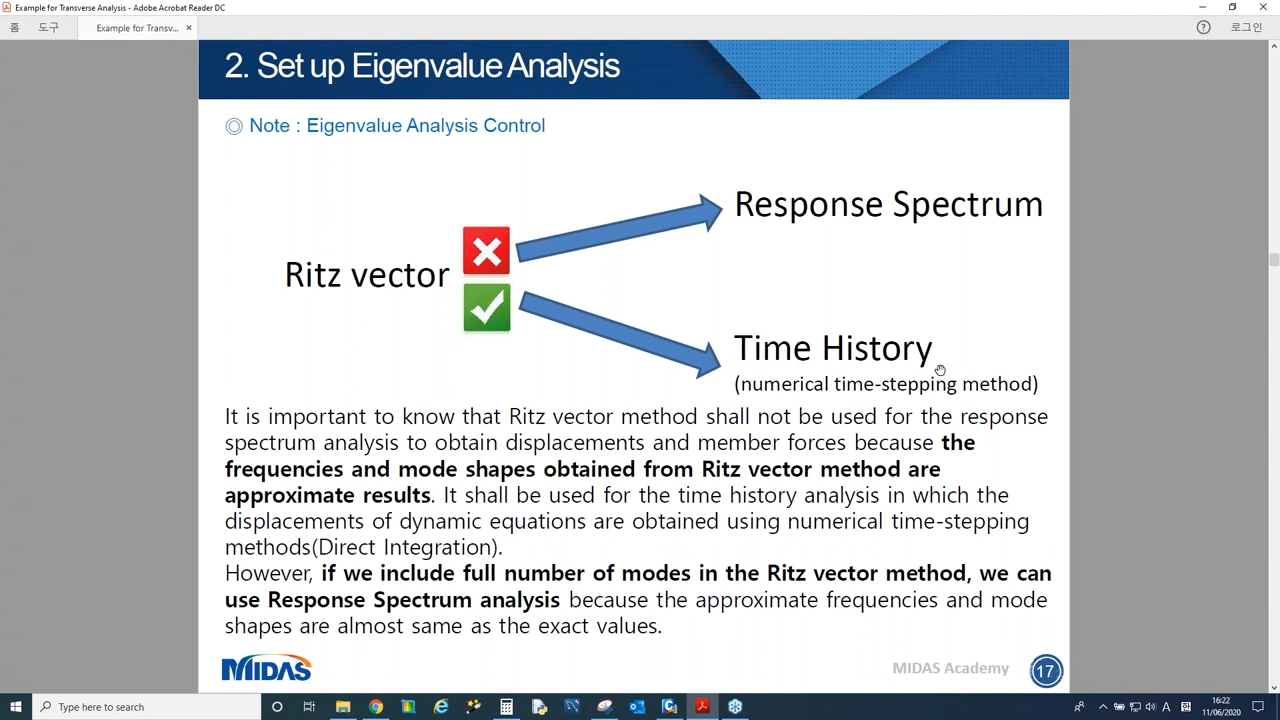 Example for Transverse Analysis - Adobe Acrobat Reader DC
홈 도구 Example for Transv... × 로그인
2. Set up Eigenvalue Analysis
◎ Note : Eigenvalue Analysis Control
Response Spectrum
Ritz vector
Time History
(numerical time-stepping method)
It is important to know that Ritz vector method shall not be used for the response
spectrum analysis to obtain displacements and member forces because the
frequencies and mode shapes obtained from Ritz vector method are
approximate results. It shall be used for the time history analysis in which the
displacements of dynamic equations are obtained using numerical time-stepping
methods(Direct Integration).
However, if we include full number of modes in the Ritz vector method, we can
use Response Spectrum analysis because the approximate frequencies and mode
shapes are almost same as the exact values.
MIDAS
MIDAS Academy 17
Type here to search
A 16:22
11/06/2020